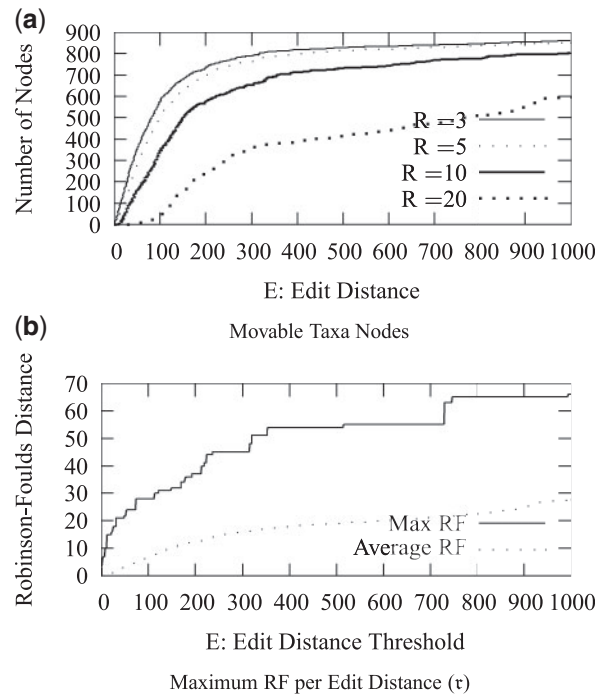 (a)
900
800
700
600
500
400
300
200
100
0
Number of Nodes
R =3
R =5
R =10
R =20
0 100 200 300 400 500 600 700 800 900 1000
E: Edit Distance
Movable Taxa Nodes
(b)
70
60
50
40
30
20
10
0
Robinson-Foulds Distance
Max RF
Average RF
0 100 200 300 400 500 600 700 800 900 1000
E: Edit Distance Threshold
Maximum RF per Edit Distance (τ)